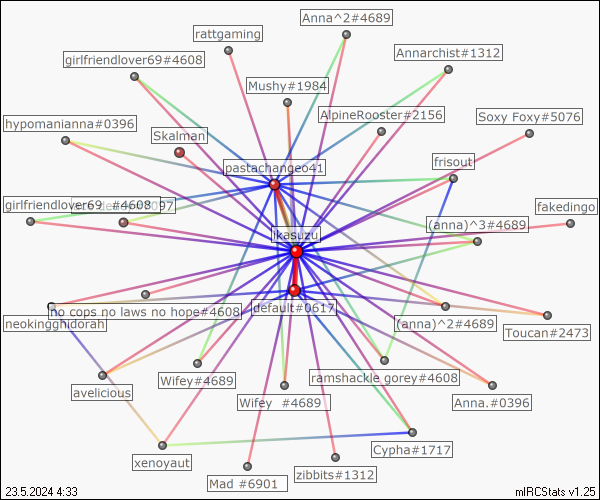 Anna^2#4689
rattgaming
Annarchist#1312
girlfriendlover69#4608
Mushy#1984
AlpineRooster#2156
Soxy Foxy#5076
hypomanianna#0396
Skalman
frisout
pastachangeo41
girlfriendlover69 #4608
97
fakedingo
(anna)^3#4689
ikasuzu
no cops no laws no hope#4608
default#0617
neokingghidorah
(anna)^2#4689
Toucan#2473
Wifey#4689
ramshackle gorey#4608
avelicious
Wifey #4689
Anna.#0396
Cypha#1717
xenoyaut
zibbits#1312
Mad #6901
23.5.2024 4:33
mIRCStats v1.25